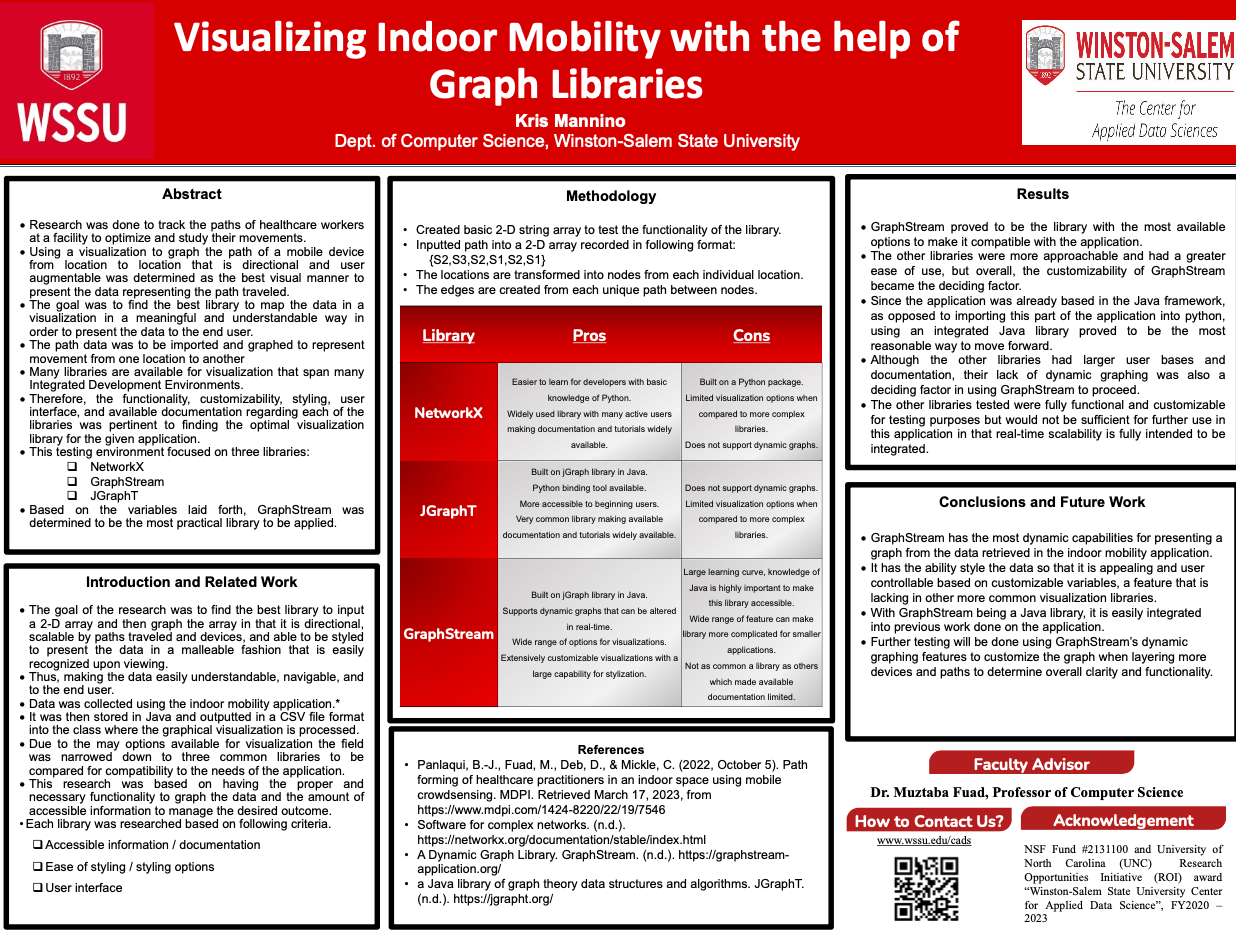 1892
WSSU
Visualizing Indoor Mobility with the help of
Graph Libraries
Kris Mannino
Dept. of Computer Science, Winston-Salem State University
1892
WINSTON-SALEM
STATE UNIVERSITY
The Center for
Applied Data Sciences
Abstract
• Research was done to track the paths of healthcare workers
at a facility to optimize and study their movements.
• Using a visualization to graph the path of a mobile device
from location to location that is directional and user
augmentable was determined as the best visual manner to
present the data representing the path traveled.
• The goal was to find the best library to map the data in a
visualization in a meaningful and understandable way in
order to present the data to the end user.
• The path data was to be imported and graphed to represent
movement from one location to another
• Many libraries are available for visualization that span many
Integrated Development Environments.
• Therefore, the functionality, customizability, styling, user
interface, and available documentation regarding each of the
libraries was pertinent to finding the optimal visualization
library for the given application.
• This testing environment focused on three libraries:
❑ NetworkX
❑ GraphStream
❑ JGraphT
• Based on the variables laid forth, GraphStream was
determined to be the most practical library to be applied.
Introduction and Related Work
• The goal of the research was to find the best library to input
a 2-D array and then graph the array in that it is directional,
scalable by paths traveled and devices, and able to be styled
to present the data in a malleable fashion that is easily
recognized upon viewing.
• Thus, making the data easily understandable, navigable, and
to the end user.
• Data was collected using the indoor mobility application.*
• It was then stored in Java and outputted in a CSV file format
into the class where the graphical visualization is processed.
• Due to the may options available for visualization the field
was narrowed down to three common libraries to be
compared for compatibility to the needs of the application.
• This research was based on having the proper and
necessary functionality to graph the data and the amount of
accessible information to manage the desired outcome.
• Each library was researched based on following criteria.
❑ Accessible information / documentation
❑ Ease of styling / styling options
❑ User interface
Methodology
• Created basic 2-D string array to test the functionality of the library.
• Inputted path into a 2-D array recorded in following format:
{S2,S3,S2,S1,S2,S1}
• The locations are transformed into nodes from each individual location.
• The edges are created from each unique path between nodes.
Library
Pros
Cons
NetworkX
Easier to learn for developers with basic
knowledge of Python.
Widely used library with many active users
making documentation and tutorials widely
available.
Built on a Python package.
Limited visualization options when
compared to more complex
libraries.
Does not support dynamic graphs.
JGraphT
Built on jGraph library in Java.
Python binding tool available.
More accessible to beginning users.
Very common library making available
documentation and tutorials widely available.
Does not support dynamic graphs.
Limited visualization options when
compared to more complex
libraries.
GraphStream
Built on jGraph library in Java.
Supports dynamic graphs that can be altered
in real-time.
Wide range of options for visualizations.
Extensively customizable visualizations with a
large capability for stylization.
Large learning curve, knowledge of
Java is highly important to make
this library accessible.
Wide range of feature can make
library more complicated for smaller
applications.
Not as common a library as others
which made available
documentation limited.
References
• Panlaqui, B.-J., Fuad, M., Deb, D., & Mickle, C. (2022, October 5). Path
forming of healthcare practitioners in an indoor space using mobile
crowdsensing. MDPI. Retrieved March 17, 2023, from
https://www.mdpi.com/1424-8220/22/19/7546
• Software for complex networks. (n.d.).
https://networkx.org/documentation/stable/index.html
• A Dynamic Graph Library. GraphStream. (n.d.). https://graphstream-
application.org/
• a Java library of graph theory data structures and algorithms. JGraphT.
(n.d.). https://jgrapht.org/
Results
• GraphStream proved to be the library with the most available
options to make it compatible with the application.
• The other libraries were more approachable and had a greater
ease of use, but overall, the customizability of GraphStream
became the deciding factor.
• Since the application was already based in the Java framework,
as opposed to importing this part of the application into python,
using an integrated Java library proved to be the most
reasonable way to move forward.
• Although the other libraries had larger user bases and
documentation, their lack of dynamic graphing was also a
deciding factor in using GraphStream to proceed.
• The other libraries tested were fully functional and customizable
for testing purposes but would not be sufficient for further use in
this application in that real-time scalability is fully intended to be
integrated.
Conclusions and Future Work
• GraphStream has the most dynamic capabilities for presenting a
graph from the data retrieved in the indoor mobility application.
• It has the ability style the data so that it is appealing and user
controllable based on customizable variables, a feature that is
lacking in other more common visualization libraries.
• With GraphStream being a Java library, it is easily integrated
into previous work done on the application.
• Further testing will be done using GraphStream's dynamic
graphing features to customize the graph when layering more
devices and paths to determine overall clarity and functionality.
Faculty Advisor
Dr. Muztaba Fuad, Professor of Computer Science
How to Contact Us?
www.wssu.edu/cads
Acknowledgement
NSF Fund #2131100 and University of
North Carolina (UNC) Research
Opportunities Initiative (ROI) award
“Winston-Salem State University Center
for Applied Data Science”, FY2020 –
2023